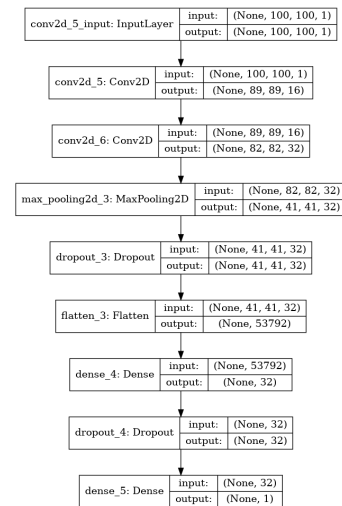 conv2d_5_input: InputLayer input: (None, 100, 100, 1)
output: (None, 100, 100, 1)
conv2d_5: Conv2D input: (None, 100, 100, 1)
output: (None, 89, 89, 16)
conv2d_6: Conv2D input: (None, 89, 89, 16)
output: (None, 82, 82, 32)
max_pooling2d_3: MaxPooling2D input: (None, 82, 82, 32)
output: (None, 41, 41, 32)
dropout_3: Dropout input: (None, 41, 41, 32)
output: (None, 41, 41, 32)
flatten_3: Flatten input: (None, 41, 41, 32)
output: (None, 53792)
dense_4: Dense input: (None, 53792)
output: (None, 32)
dropout_4: Dropout input: (None, 32)
output: (None, 32)
dense_5: Dense input: (None, 32)
output: (None, 1)